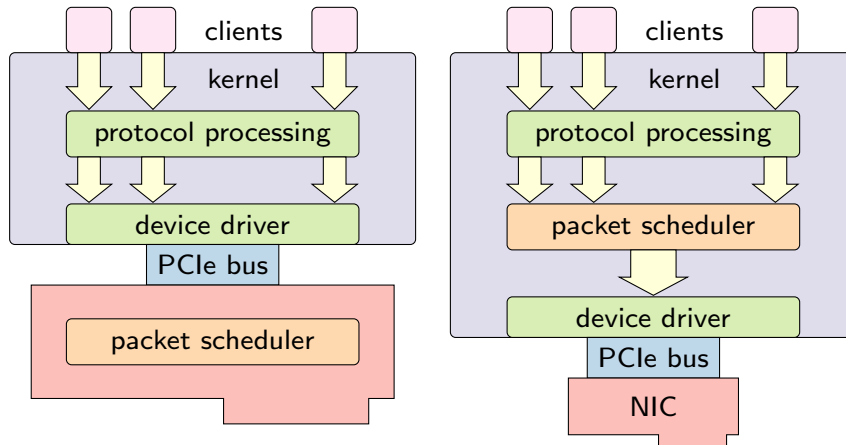 clients
kernel
protocol processing
device driver
PCIe bus
packet scheduler
clients
kernel
protocol processing
packet scheduler
device driver
PCIe bus
NIC